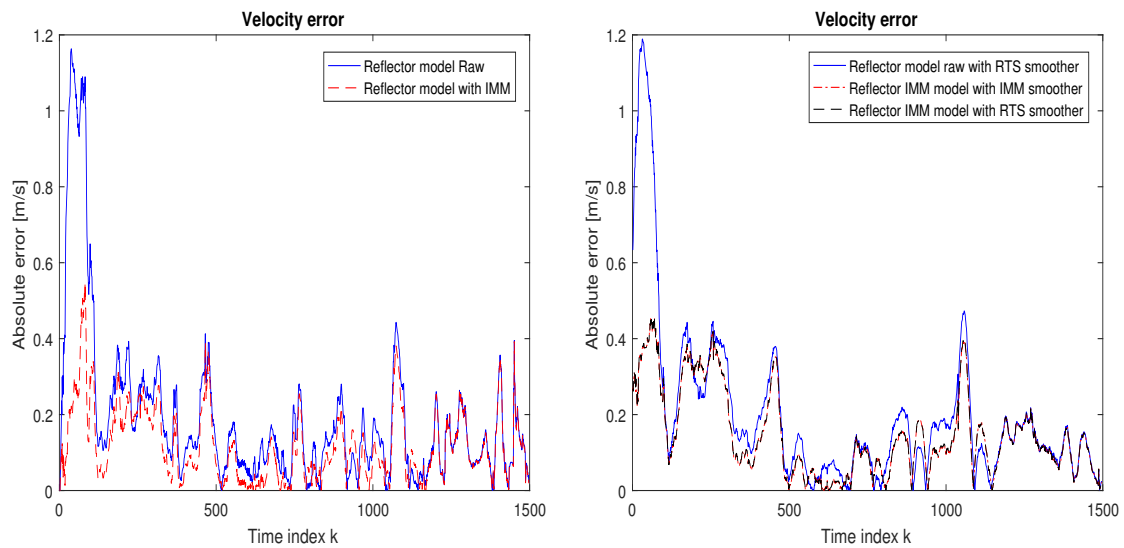 Velocity error
1.2
1
0.8
0.6
0.4
0.2
0
0
500
1000
1500
Absolute error [m/s]
Time index k
Reflector model Raw
Reflector model with IMM
Velocity error
1.2
1
0.8
0.6
0.4
0.2
0
0
500
1000
1500
Absolute error [m/s]
Time index k
Reflector model raw with RTS smoother
Reflector IMM model with IMM smoother
Reflector IMM model with RTS smoother